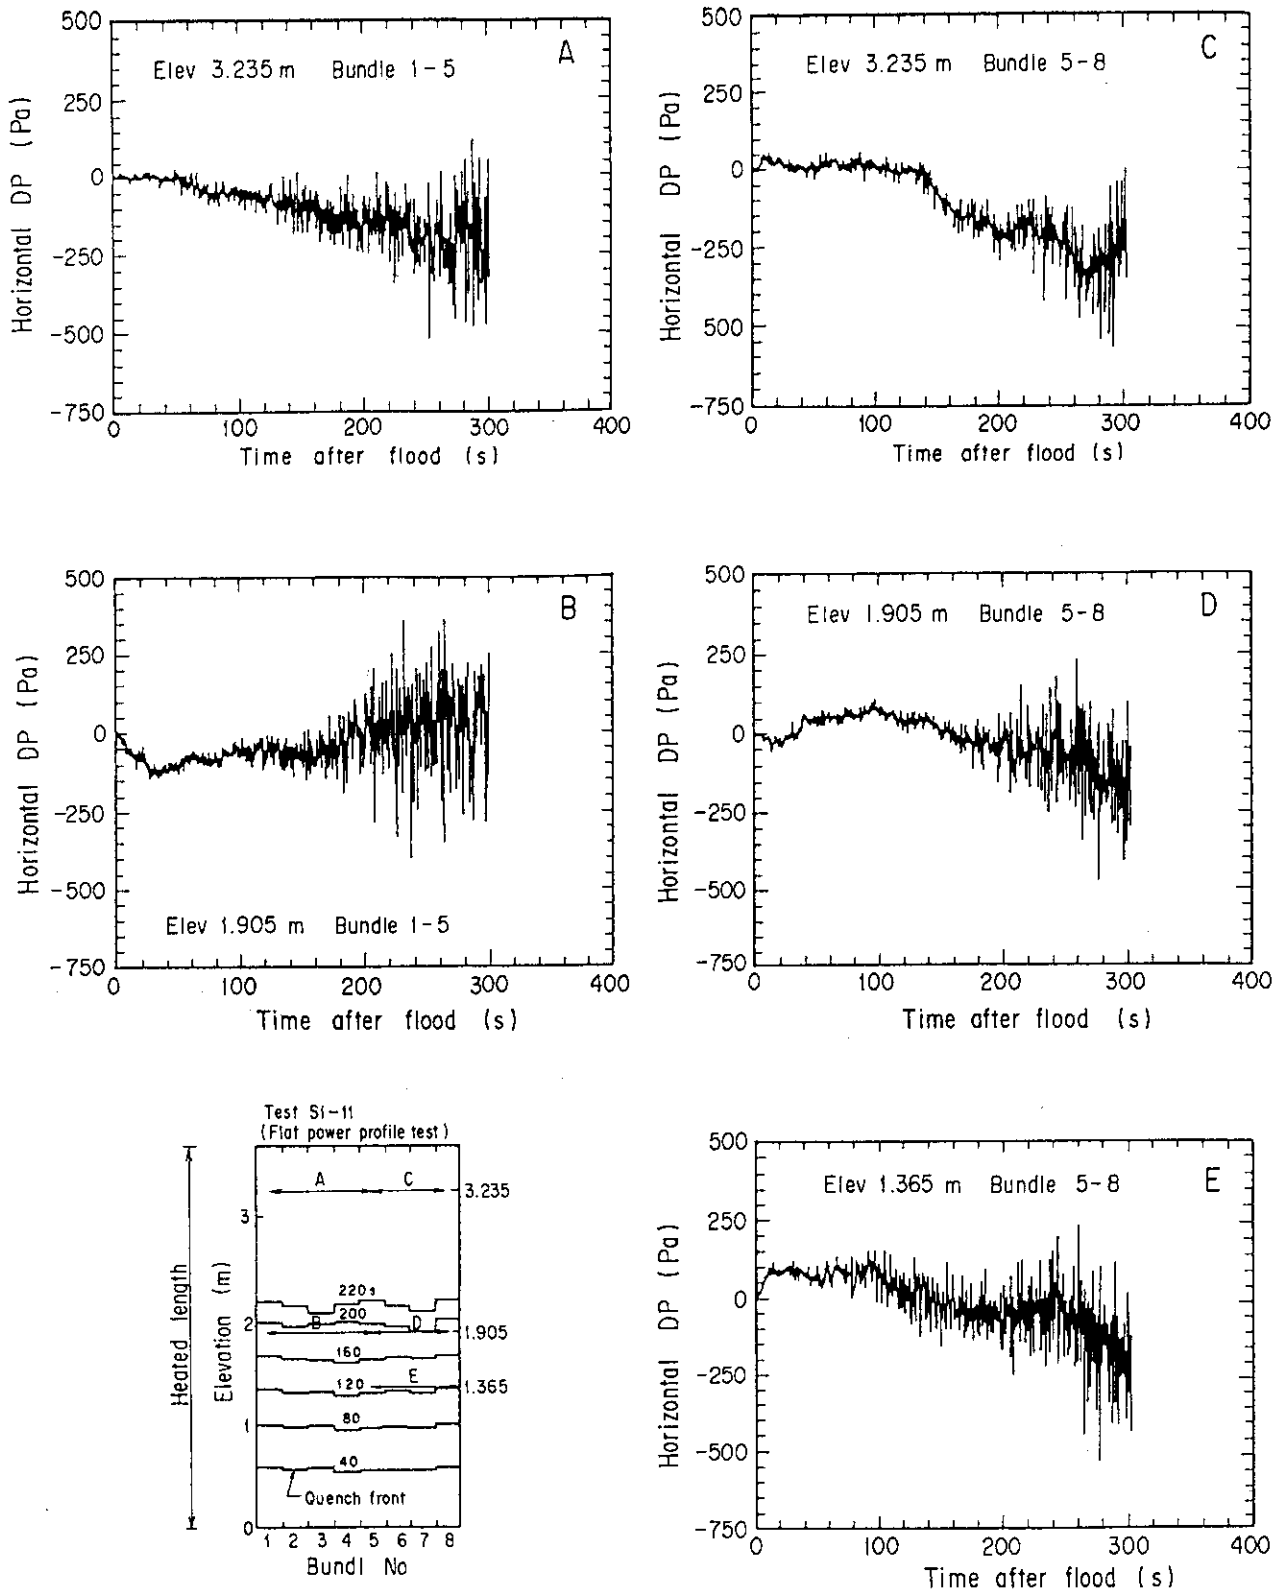 500
250
0
-250
-500
-750
Horizontal DP (Pa)
Elev 3.235 m Bundle 1-5
A
0 100 200 300 400
Time after flood (s)
500
250
0
-250
500
-750
Horizontal DP (Pa)
Elev 3.235 m Bundle 5-8
C
0 100 200 300 400
Time after flood (s)
500
250
0
-250
-500
-750
Horizontal DP (Pa)
B
Elev 1.905 m Bundle 1-5
0 100 200 300 400
Time after flood (s)
500
250
0
-250
-500
-750
Horizontal DP (Pa)
Elev 1.905 m Bundle 5-8
D
0 100 200 300 400
Time after flood (s)
Test S1-11
(Flat power profile test)
Heated length
Elevation (m)
A C
3.235
3
220 s
200
2
B D
1.905
160
120 E
1.365
1
80
40
Quench front
0
1 2 3 4 5 6 7 8
Bundl No
500
250
0
-250
-500
-750
Horizontal DP (Pa)
Elev 1.365 m Bundle 5-8
E
0 100 200 300 400
Time after flood (s)